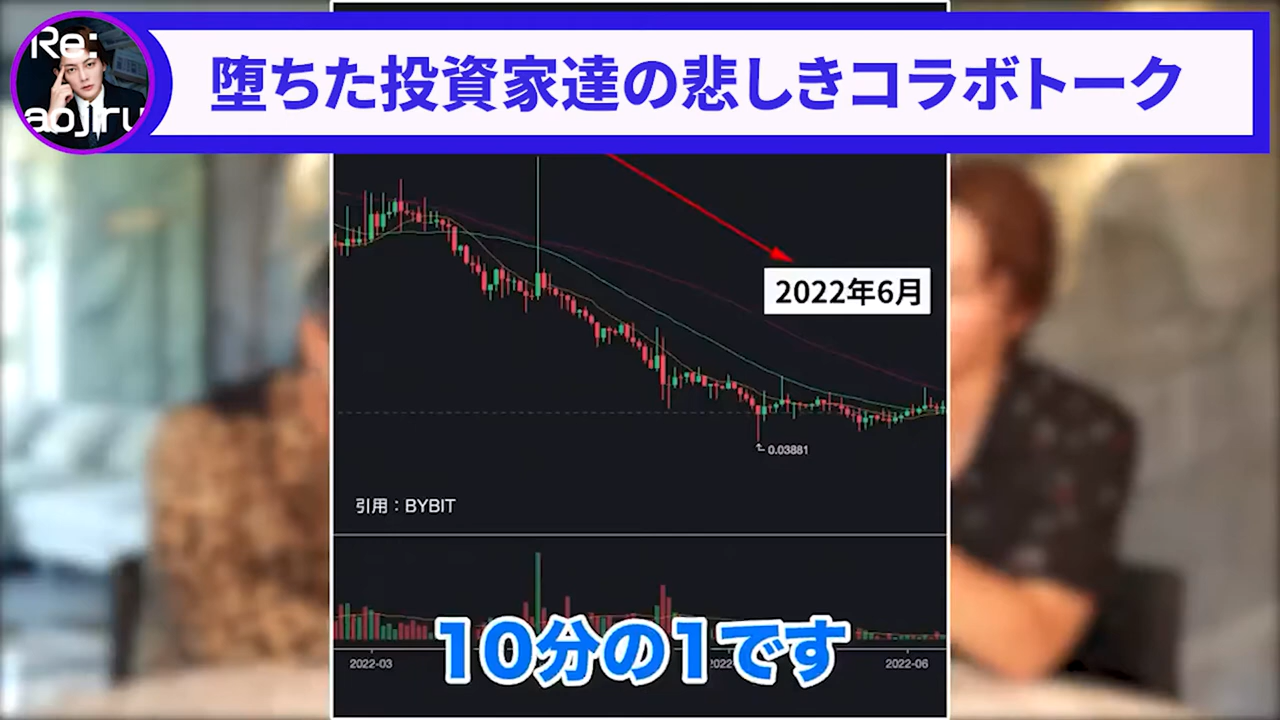 Re:
aojiru
堕ちた投資家達の悲しきコラボトーク
2022年6月
0.03881
引用：BYBIT
10分の1です
2022-03
2022-06